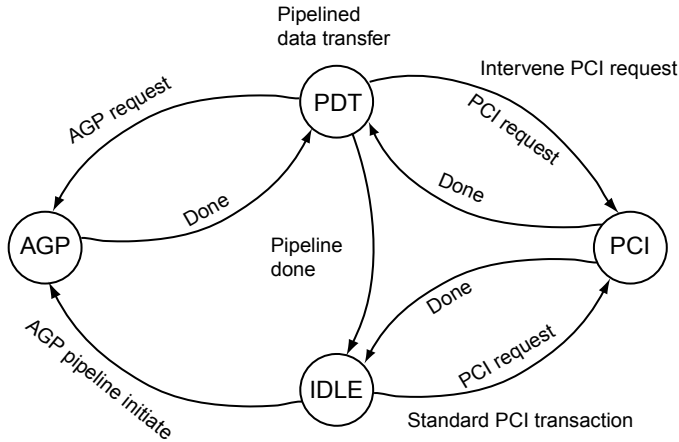 Pipelined
data transfer
Intervene PCI request
AGP request
PDT
PCI request
Done
Done
AGP
Pipeline
done
PCI
Done
AGP pipeline initiate
IDLE
PCI request
Standard PCI transaction